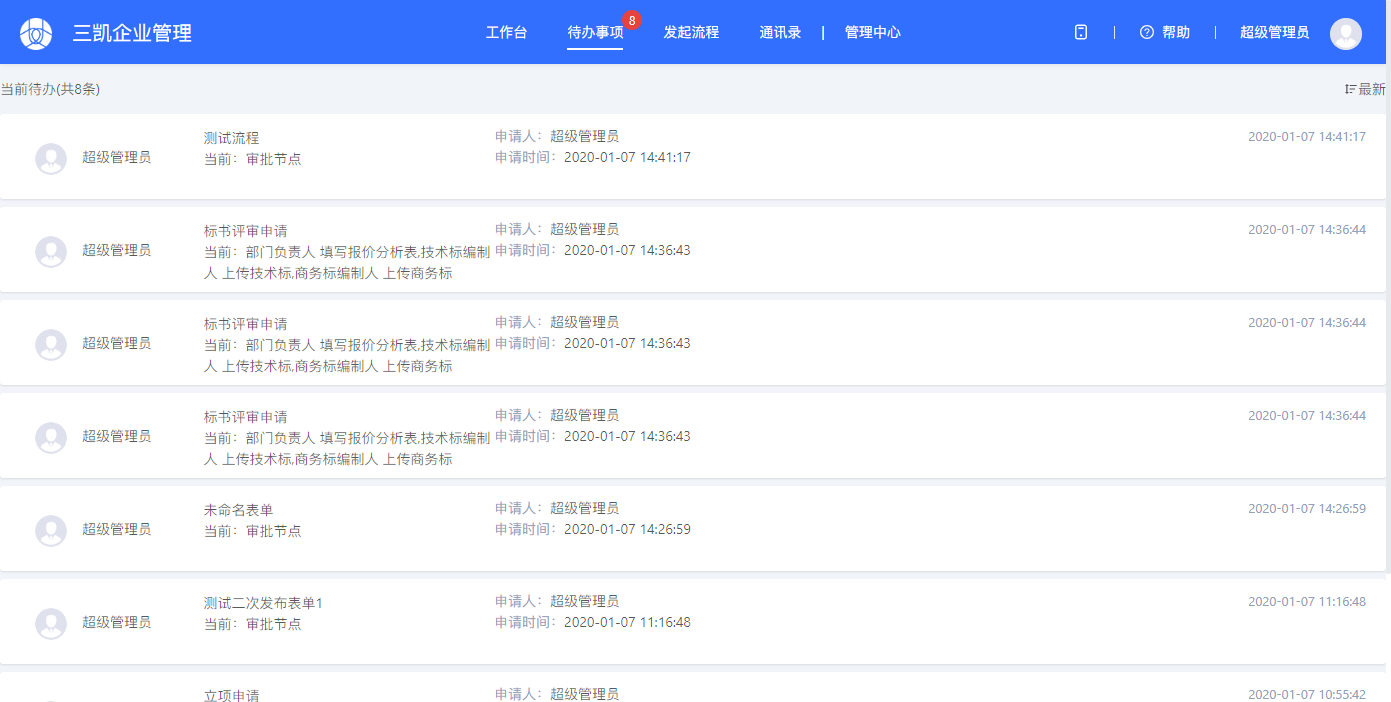 三凯企业管理 工作台 待办事项 8 发起流程 通讯录 | 管理中心 | 帮助 | 超级管理员
当前待办(共8条) 最新
超级管理员
测试流程
当前：审批节点
申请人：超级管理员
申请时间：2020-01-07 14:41:17
2020-01-07 14:41:17
超级管理员
标书评审申请
当前：部门负责人 填写报价分析表,技术标编制
人 上传技术标,商务标编制人 上传商务标
申请人：超级管理员
申请时间：2020-01-07 14:36:43
2020-01-07 14:36:44
超级管理员
标书评审申请
当前：部门负责人 填写报价分析表,技术标编制
人 上传技术标,商务标编制人 上传商务标
申请人：超级管理员
申请时间：2020-01-07 14:36:43
2020-01-07 14:36:44
超级管理员
标书评审申请
当前：部门负责人 填写报价分析表,技术标编制
人 上传技术标,商务标编制人 上传商务标
申请人：超级管理员
申请时间：2020-01-07 14:36:43
2020-01-07 14:36:44
超级管理员
未命名表单
当前：审批节点
申请人：超级管理员
申请时间：2020-01-07 14:26:59
2020-01-07 14:26:59
超级管理员
测试二次发布表单1
当前：审批节点
申请人：超级管理员
申请时间：2020-01-07 11:16:48
2020-01-07 11:16:48
立项申请
申请人：超级管理员
2020-01-07 10:55:42